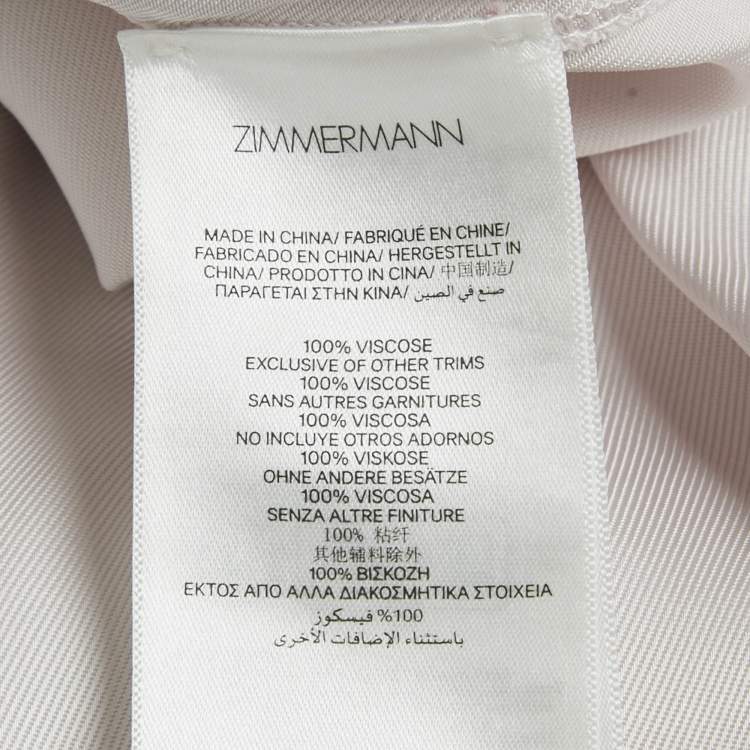 ZIMMERMANN
MADE IN CHINA/ FABRIQUÉ EN CHINE/
FABRICADO EN CHINA/ HERGESTELLT IN
CHINA/ PRODOTTO IN CINA/ 中国制造/
ΠΑΡΑΓΕΤΑΙ ΣΤΗΝ ΚΙΝΑ/ صنع في الصين
100% VISCOSE
EXCLUSIVE OF OTHER TRIMS
100% VISCOSE
SANS AUTRES GARNITURES
100% VISCOSA
NO INCLUYE OTROS ADORNOS
100% VISKOSE
OHNE ANDERE BESÄTZE
100% VISCOSA
SENZA ALTRE FINITURE
100% 粘纤
其他辅料除外
100% ΒΙΣΚΟΖΗ
ΕΚΤΟΣ ΑΠΟ ΑΛΛΑ ΔΙΑΚΟΣΜΗΤΙΚΑ ΣΤΟΙΧΕΙΑ
100% فيسكوز
باستثناء الإضافات الأخرى